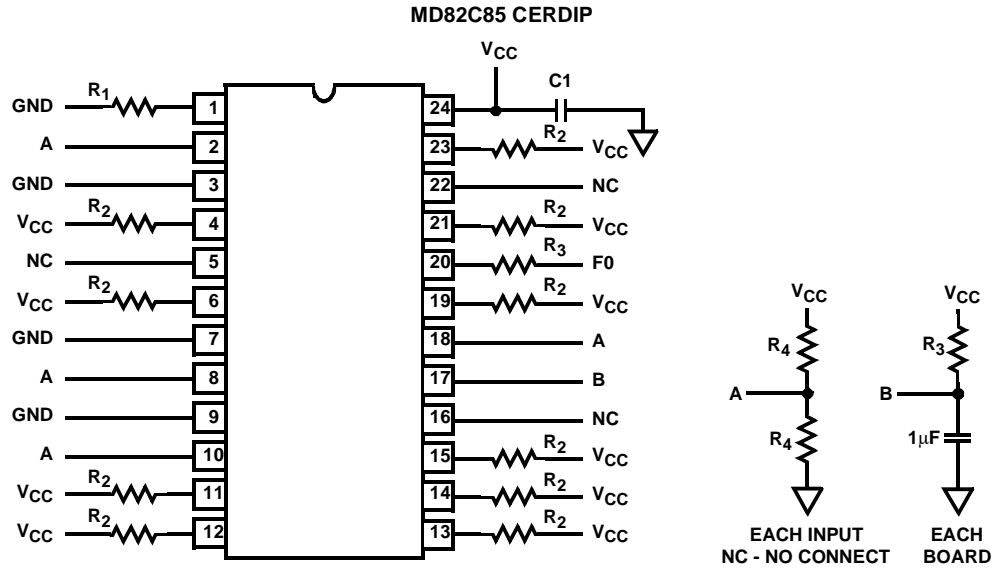 MD82C85 CERDIP
VCC
C1
GND R1 1
A 2
GND 3
VCC R2 4
NC 5
VCC R2 6
GND 7
A 8
GND 9
A 10
VCC R2 11
VCC R2 12
24
23 R2 VCC
22 NC
21 R2 VCC
20 R3 F0
19 R2 VCC
18 A
17 B
16 NC
15 R2 VCC
14 R2 VCC
13 R2 VCC
VCC
R4
A
R4
EACH INPUT
NC - NO CONNECT
VCC
R3
B
1μF
EACH
BOARD